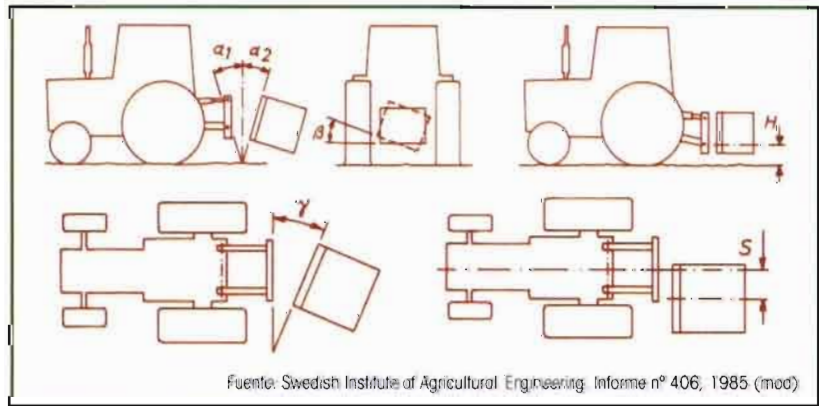 α1 α2
β
H
γ
S
Fuente: Swedish Institute of Agricultural Engineering. Informe nº 406, 1985 (mod)